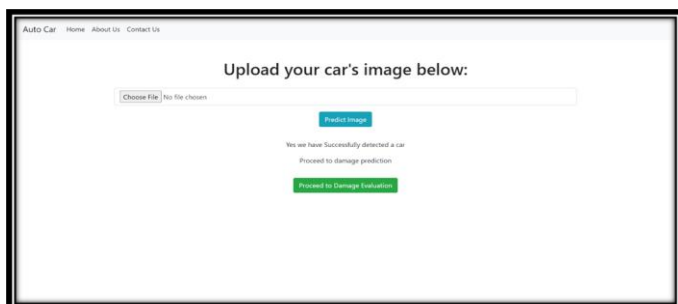 Auto Car Home About Us Contact Us
Upload your car's image below:
Choose File No file chosen
Predict Image
Yes we have Successfully detected a car
Proceed to damage prediction
Proceed to Damage Evaluation